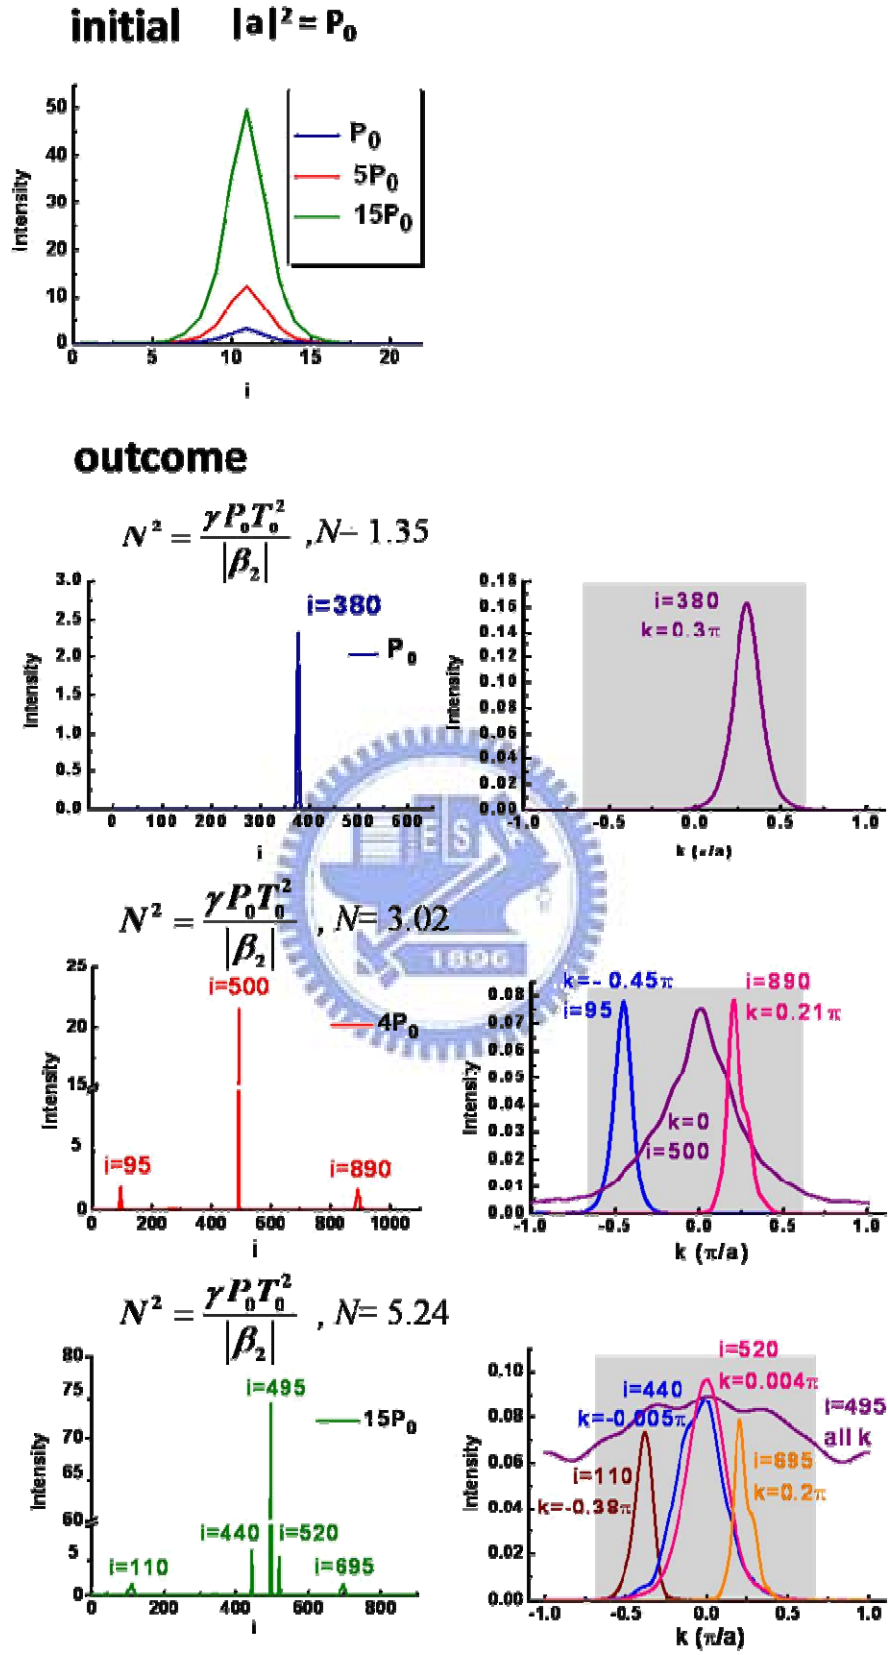 initial |a|² = P₀
50
40
30
20
10
0
Intensity
P₀
5P₀
15P₀
0 5 10 15 20
i
outcome
N² = γP₀T₀² / |β₂| , N= 1.35
3.0
2.5
2.0
1.5
1.0
0.5
0.0
Intensity
i=380
P₀
0 100 200 300 400 500 600
i
0.18
0.16
0.14
0.12
0.10
0.08
0.06
0.04
0.02
0.00
Intensity
i=380
k=0.3π
-1.0 -0.5 0.0 0.5 1.0
k (π/a)
ES
1896
N² = γP₀T₀² / |β₂| , N= 3.02
25
20
15
5
0
Intensity
i=500
4P₀
i=95
i=890
0 200 400 600 800 1000
i
0.08
0.07
0.06
0.05
0.04
0.03
0.02
0.01
0.00
Intensity
k=-0.45π
i=95
i=890
k=0.21π
k=0
i=500
-1.0 -0.5 0.0 0.5 1.0
k (π/a)
N² = γP₀T₀² / |β₂| , N= 5.24
80
75
70
65
60
5
0
Intensity
i=495
15P₀
i=440
i=520
i=110
i=695
0 200 400 600 800
i
0.10
0.08
0.06
0.04
0.02
0.00
Intensity
i=520
k=0.004π
i=440
k=-0.005π
i=495
all k
i=110
k=-0.38π
i=695
k=0.2π
-1.0 -0.5 0.0 0.5 1.0
k (π/a)